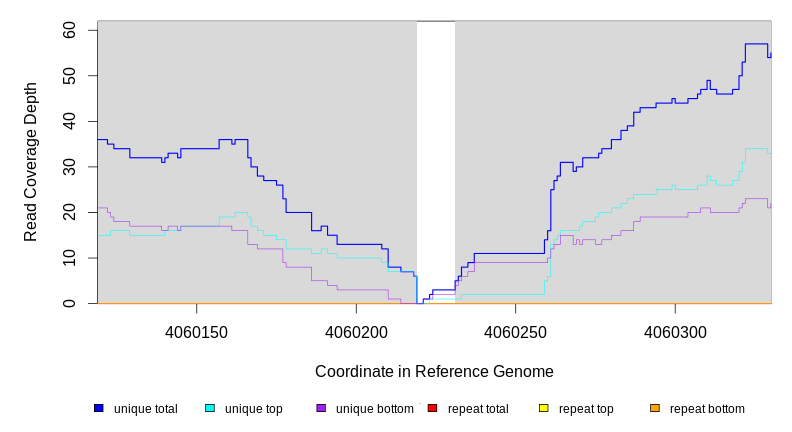 Read Coverage Depth
60
50
40
30
20
10
0
4060150 4060200 4060250 4060300
Coordinate in Reference Genome
unique total unique top unique bottom repeat total repeat top repeat bottom